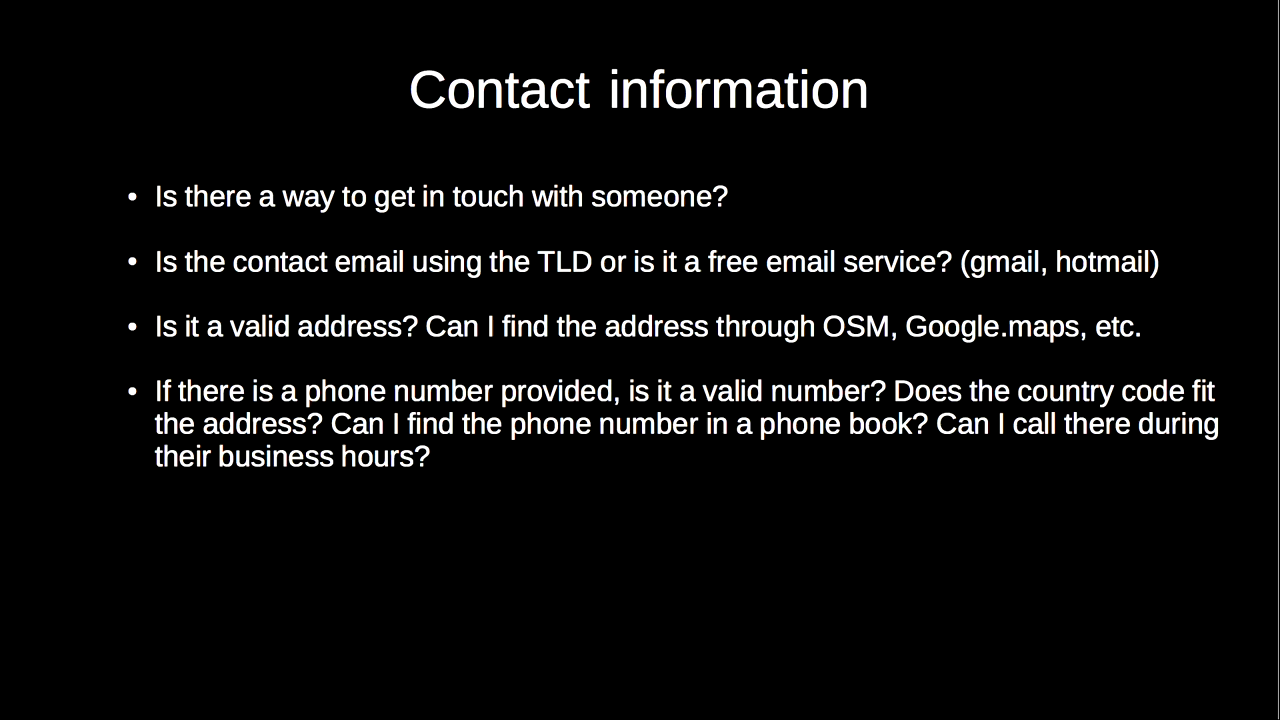 Contact information
• Is there a way to get in touch with someone?
• Is the contact email using the TLD or is it a free email service? (gmail, hotmail)
• Is it a valid address? Can I find the address through OSM, Google.maps, etc.
• If there is a phone number provided, is it a valid number? Does the country code fit
the address? Can I find the phone number in a phone book? Can I call there during
their business hours?